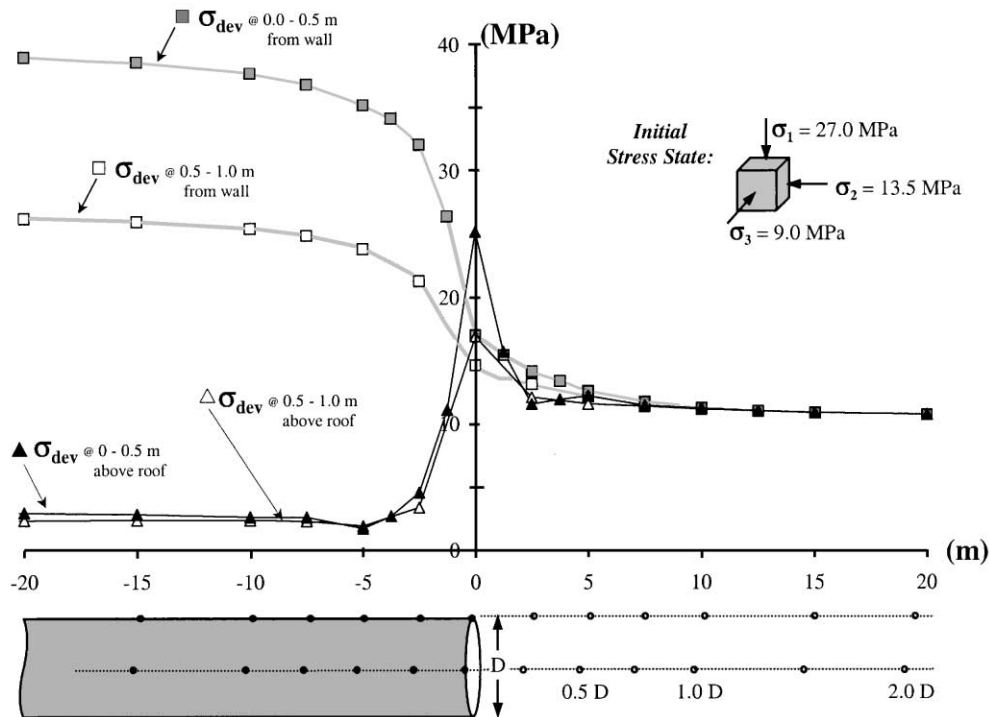 σdev @ 0.0 - 0.5 m
from wall
(MPa)
40
Initial
Stress State:
σ1 = 27.0 MPa
σ2 = 13.5 MPa
σ3 = 9.0 MPa
σdev @ 0.5 - 1.0 m
from wall
30
20
σdev @ 0.5 - 1.0 m
above roof
10
σdev @ 0 - 0.5 m
above roof
0
(m)
-20 -15 -10 -5 0 5 10 15 20
D
0.5 D 1.0 D 2.0 D